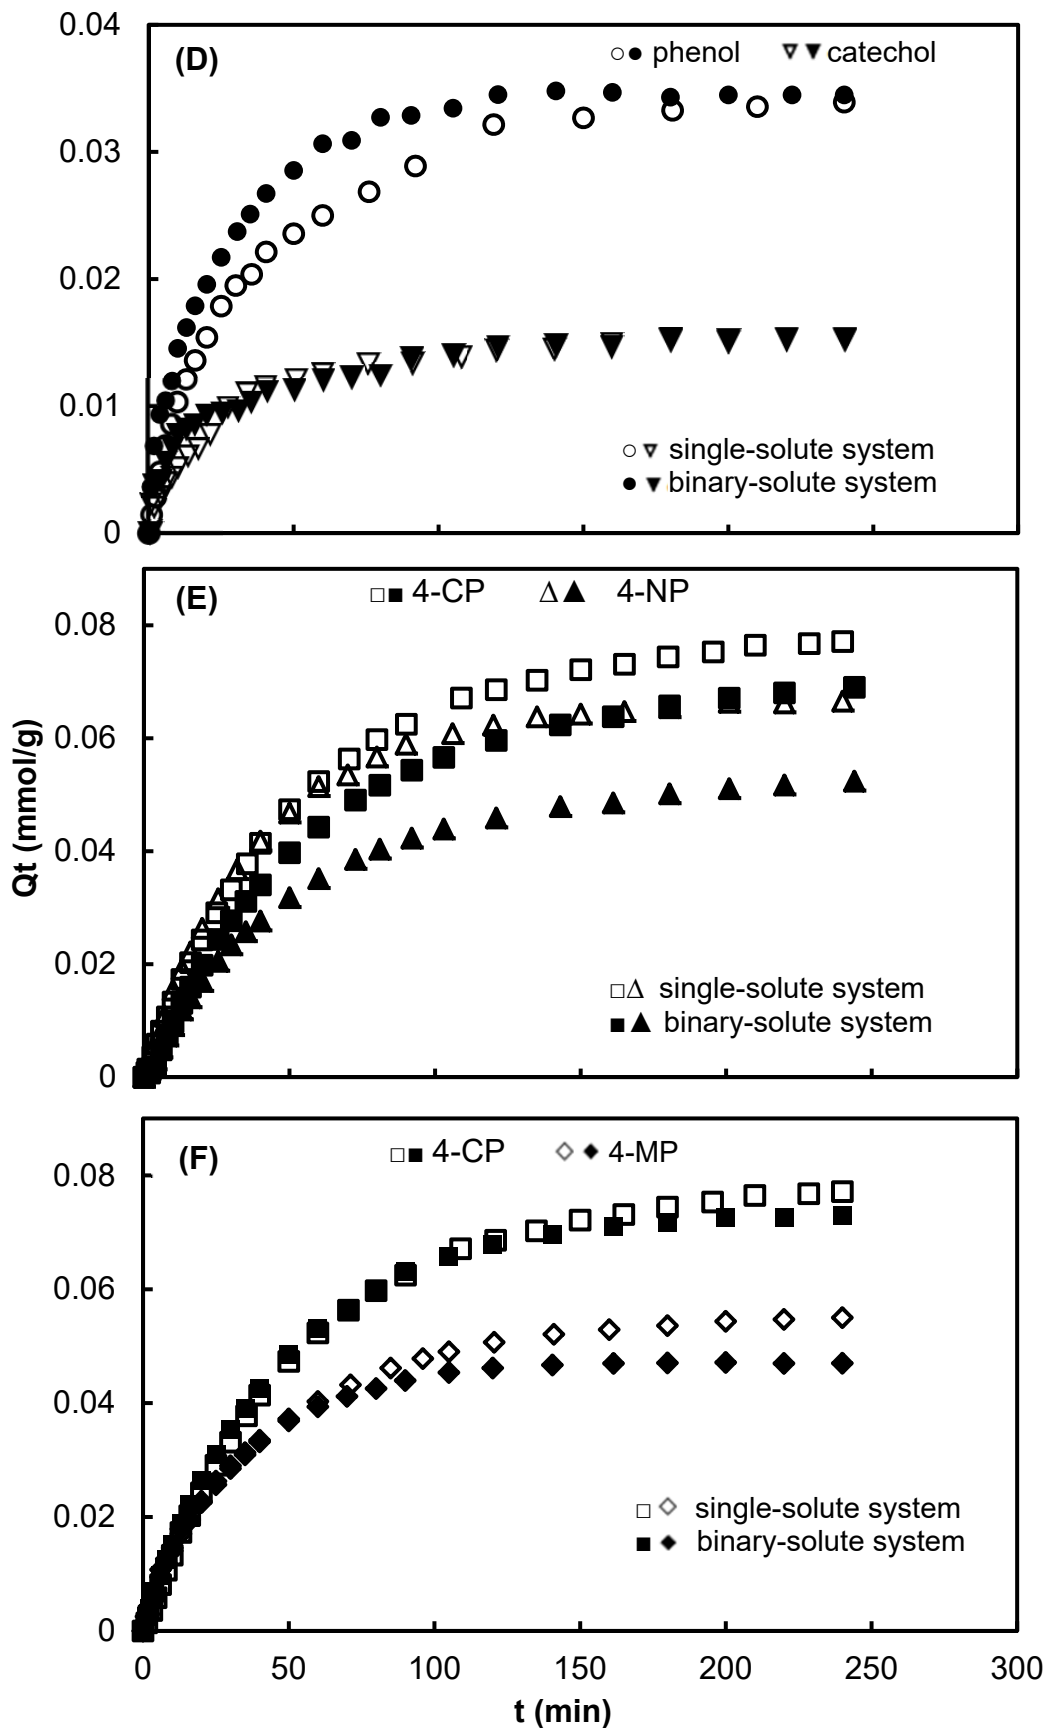 0.04
(D)
phenol catechol
0.03
0.02
0.01
single-solute system
binary-solute system
0
(E)
4-CP 4-NP
0.08
0.06
Qt (mmol/g)
0.04
0.02
single-solute system
binary-solute system
0
(F)
4-CP 4-MP
0.08
0.06
0.04
0.02
single-solute system
binary-solute system
0
0 50 100 150 200 250 300
t (min)